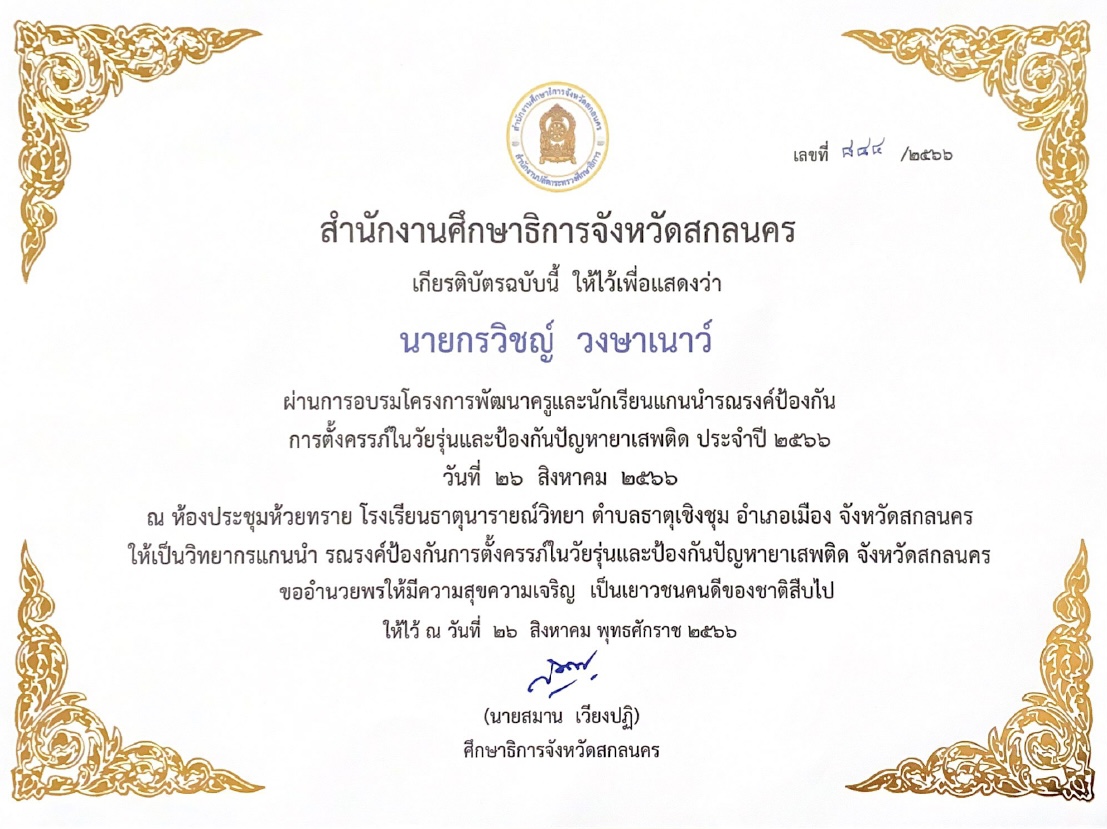 สำนักงานศึกษาธิการจังหวัดสกลนคร
สำนักงานปลัดกระทรวงศึกษาธิการ
เลขที่ ๘๔๔ /๒๕๖๖
สำนักงานศึกษาธิการจังหวัดสกลนคร
เกียรติบัตรฉบับนี้ ให้ไว้เพื่อแสดงว่า
นายกรวิชญ์ วงษาเนาว์
ผ่านการอบรมโครงการพัฒนาครูและนักเรียนแกนนำรณรงค์ป้องกัน
การตั้งครรภ์ในวัยรุ่นและป้องกันปัญหายาเสพติด ประจำปี ๒๕๖๖
วันที่ ๒๖ สิงหาคม ๒๕๖๖
ณ ห้องประชุมห้วยทราย โรงเรียนธาตุนารายณ์วิทยา ตำบลธาตุเชิงชุม อำเภอเมือง จังหวัดสกลนคร
ให้เป็นวิทยากรแกนนำ รณรงค์ป้องกันการตั้งครรภ์ในวัยรุ่นและป้องกันปัญหายาเสพติด จังหวัดสกลนคร
ขออำนวยพรให้มีความสุขความเจริญ เป็นเยาวชนคนดีของชาติสืบไป
ให้ไว้ ณ วันที่ ๒๖ สิงหาคม พุทธศักราช ๒๕๖๖
(นายสมาน เวียงปฏิ)
ศึกษาธิการจังหวัดสกลนคร